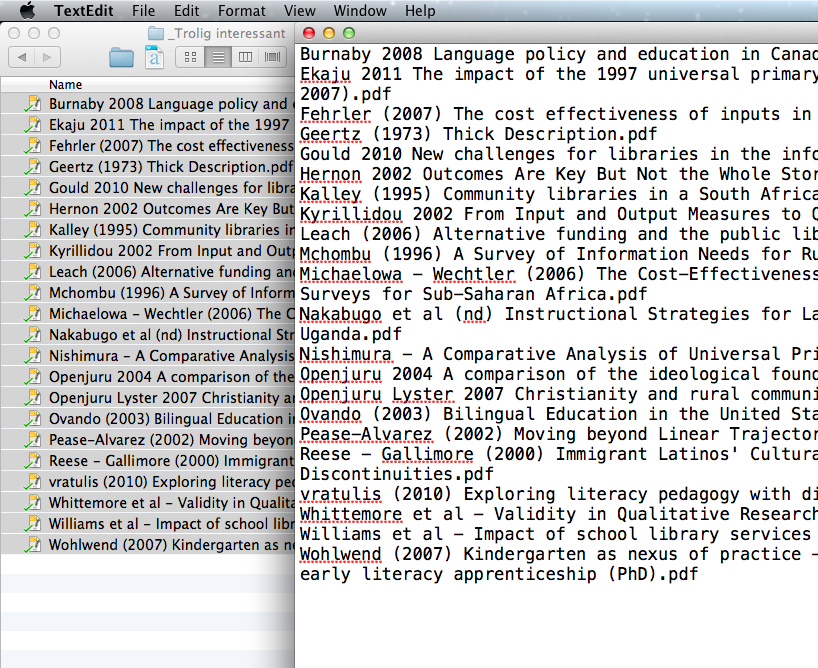 TextEdit File Edit Format View Window Help
_Trolig interessant
Name
Burnaby 2008 Language policy and
Ekaju 2011 The impact of the 1997
Fehrler (2007) The cost effectiveness
Geertz (1973) Thick Description.pdf
Gould 2010 New challenges for libra
Hernon 2002 Outcomes Are Key But
Kalley (1995) Community libraries in
Kyrillidou 2002 From Input and Outp
Leach (2006) Alternative funding an
Mchombu (1996) A Survey of Inform
Michaelowa – Wechtler (2006) The C
Nakabugo et al (nd) Instructional Str
Nishimura – A Comparative Analysis
Openjuru 2004 A comparison of the
Openjuru Lyster 2007 Christianity a
Ovando (2003) Bilingual Education i
Pease-Alvarez (2002) Moving beyon
Reese – Gallimore (2000) Immigrant
vratulis (2010) Exploring literacy pe
Whittemore et al – Validity in Qualita
Williams et al – Impact of school libr
Wohlwend (2007) Kindergarten as ne
Burnaby 2008 Language policy and education in Canad
Ekaju 2011 The impact of the 1997 universal primary
2007).pdf
Fehrler (2007) The cost effectiveness of inputs in
Geertz (1973) Thick Description.pdf
Gould 2010 New challenges for libraries in the info
Hernon 2002 Outcomes Are Key But Not the Whole Stor
Kalley (1995) Community libraries in a South Africa
Kyrillidou 2002 From Input and Output Measures to Q
Leach (2006) Alternative funding and the public lib
Mchombu (1996) A Survey of Information Needs for Ru
Michaelowa – Wechtler (2006) The Cost-Effectiveness
Surveys for Sub-Saharan Africa.pdf
Nakabugo et al (nd) Instructional Strategies for La
Uganda.pdf
Nishimura – A Comparative Analysis of Universal Pri
Openjuru 2004 A comparison of the ideological found
Openjuru Lyster 2007 Christianity and rural communi
Ovando (2003) Bilingual Education in the United Sta
Pease-Alvarez (2002) Moving beyond Linear Trajector
Reese – Gallimore (2000) Immigrant Latinos' Cultura
Discontinuities.pdf
vratulis (2010) Exploring literacy pedagogy with di
Whittemore et al – Validity in Qualitative Research
Williams et al – Impact of school library services
Wohlwend (2007) Kindergarten as nexus of practice –
early literacy apprenticeship (PhD).pdf